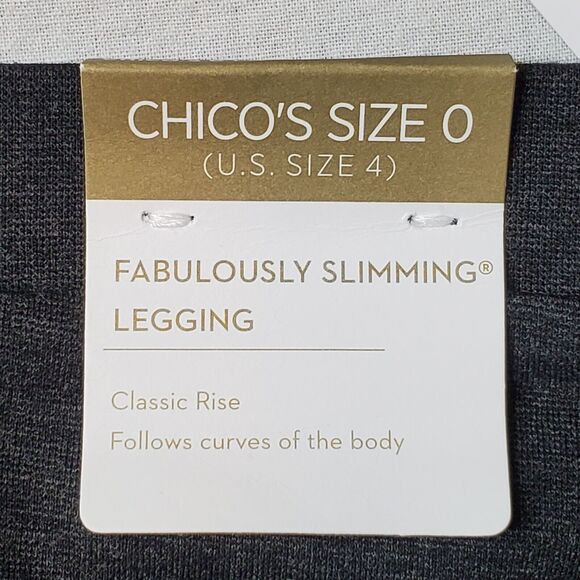 CHICO'S SIZE 0
(U.S. SIZE 4)
FABULOUSLY SLIMMING®
LEGGING
Classic Rise
Follows curves of the body